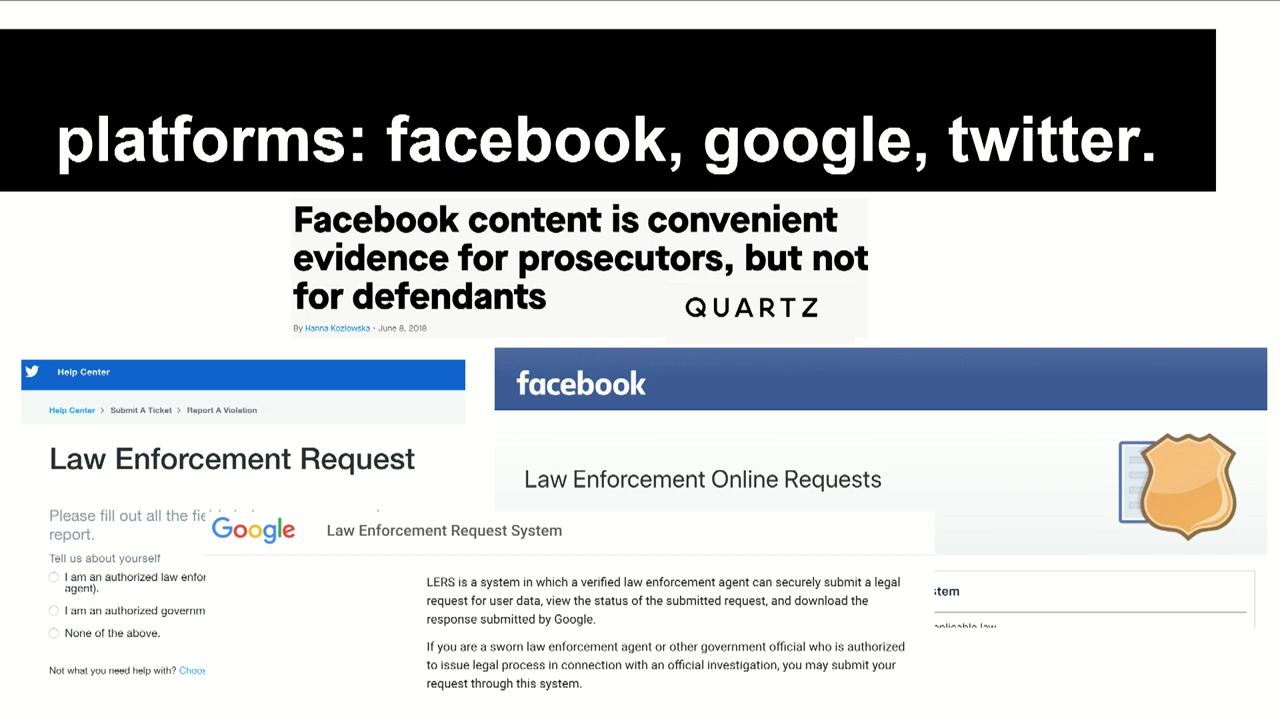 platforms: facebook, google, twitter.
Facebook content is convenient
evidence for prosecutors, but not
for defendants
QUARTZ
By Hanna Kozlowska • June 8, 2018
Help Center
Help Center > Submit A Ticket > Report A Violation
Law Enforcement Request
Please fill out all the
report.
Tell us about yourself
I am an authorized law
agent).
I am an authorized
None of the above.
Not what you need help with?
facebook
Law Enforcement Online Requests
Google
Law Enforcement Request System
LERS is a system in which a verified law enforcement agent can securely submit a legal
request for user data, view the status of the submitted request, and download the
response submitted by Google.
If you are a sworn law enforcement agent or other government official who is authorized
to issue legal process in connection with an official investigation, you may submit your
request through this system.